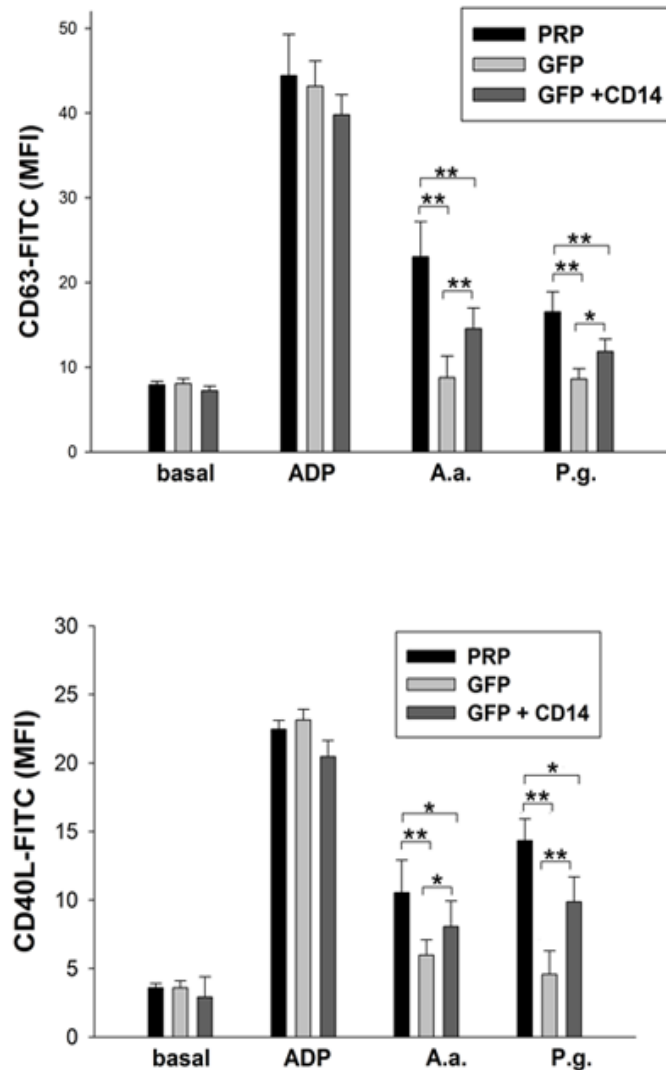 50
40
30
20
10
0
CD63-FITC (MFI)
PRP
GFP
GFP +CD14
**
**
**
**
**
*
basal ADP A.a. P.g.
30
25
20
15
10
5
0
CD40L-FITC (MFI)
PRP
GFP
GFP + CD14
*
**
*
*
**
**
basal ADP A.a. P.g.